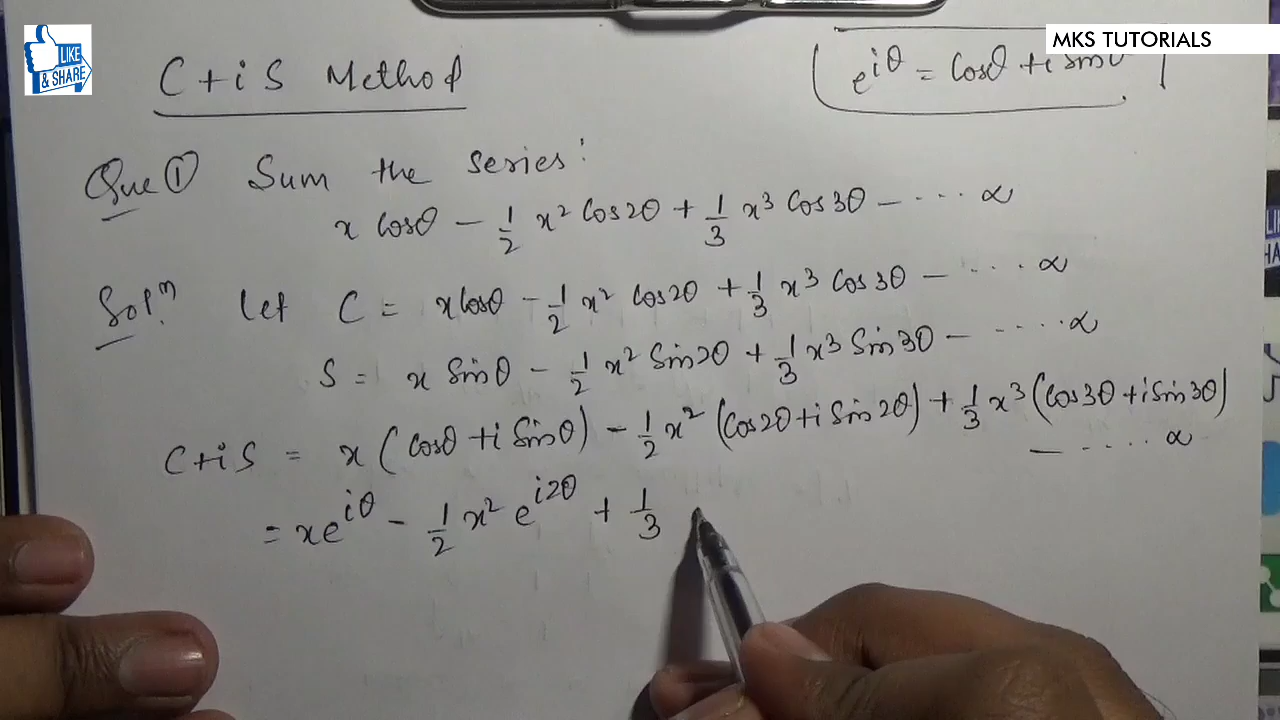 LIKE
& SHARE
MKS TUTORIALS
C+iS Method
e^{iθ} = Cosθ + i Sinθ
Que ① Sum the series:
x Cosθ − 1/2 x² Cos2θ + 1/3 x³ Cos3θ − .... ∝
Solⁿ. Let C = x Cosθ − 1/2 x² Cos2θ + 1/3 x³ Cos3θ − .... ∝
S = x Sinθ − 1/2 x² Sin2θ + 1/3 x³ Sin3θ − ..... ∝
C+iS = x (Cosθ + i Sinθ) − 1/2 x² (Cos2θ + i Sin2θ) + 1/3 x³ (Cos3θ + i Sin3θ)
− ..... ∝
= x e^{iθ} − 1/2 x² e^{i2θ} + 1/3